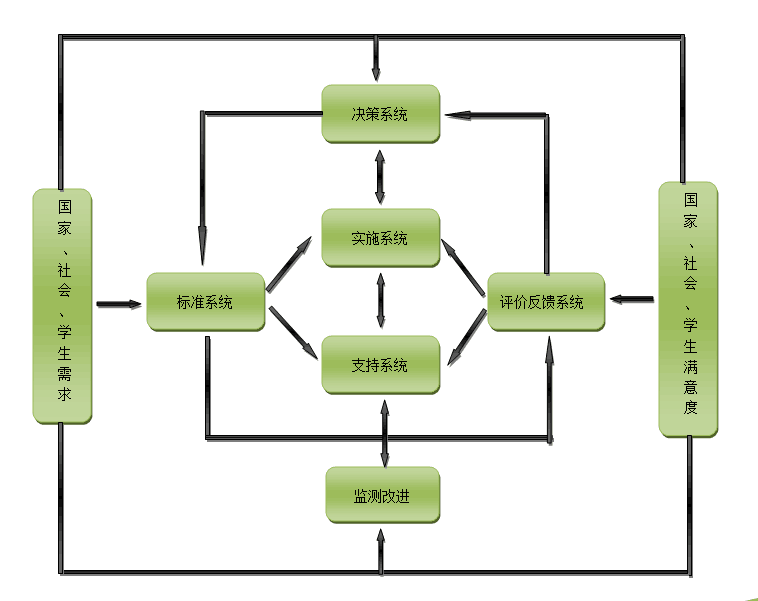 决策系统
国家、社会、学生需求
实施系统
国家、社会、学生满意度
标准系统
评价反馈系统
支持系统
监测改进